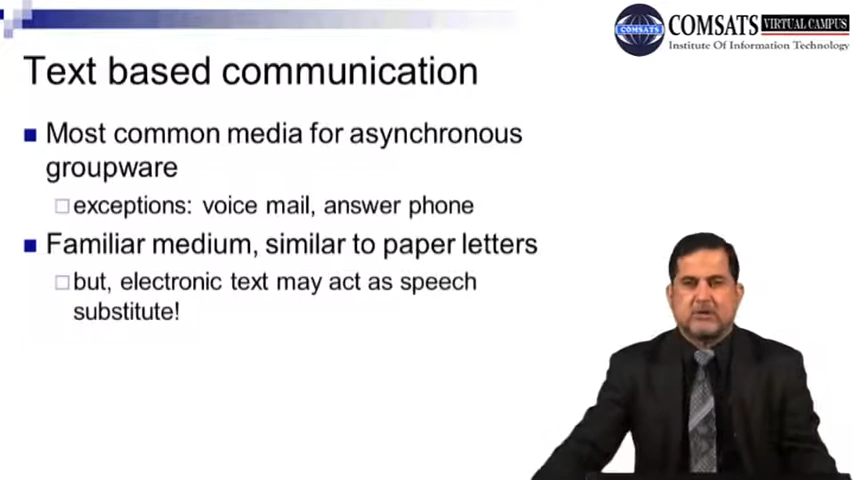 COMSATS VIRTUAL CAMPUS
COMSATS
Institute Of Information Technology
Text based communication
Most common media for asynchronous
groupware
exceptions: voice mail, answer phone
Familiar medium, similar to paper letters
but, electronic text may act as speech
substitute!